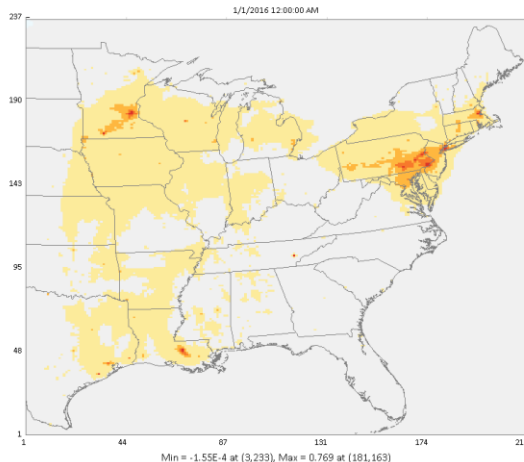 1/1/2016 12:00:00 AM
237
190
143
95
48
1
1 44 87 131 174 21
Min = -1.55E-4 at (3,233), Max = 0.769 at (181,163)